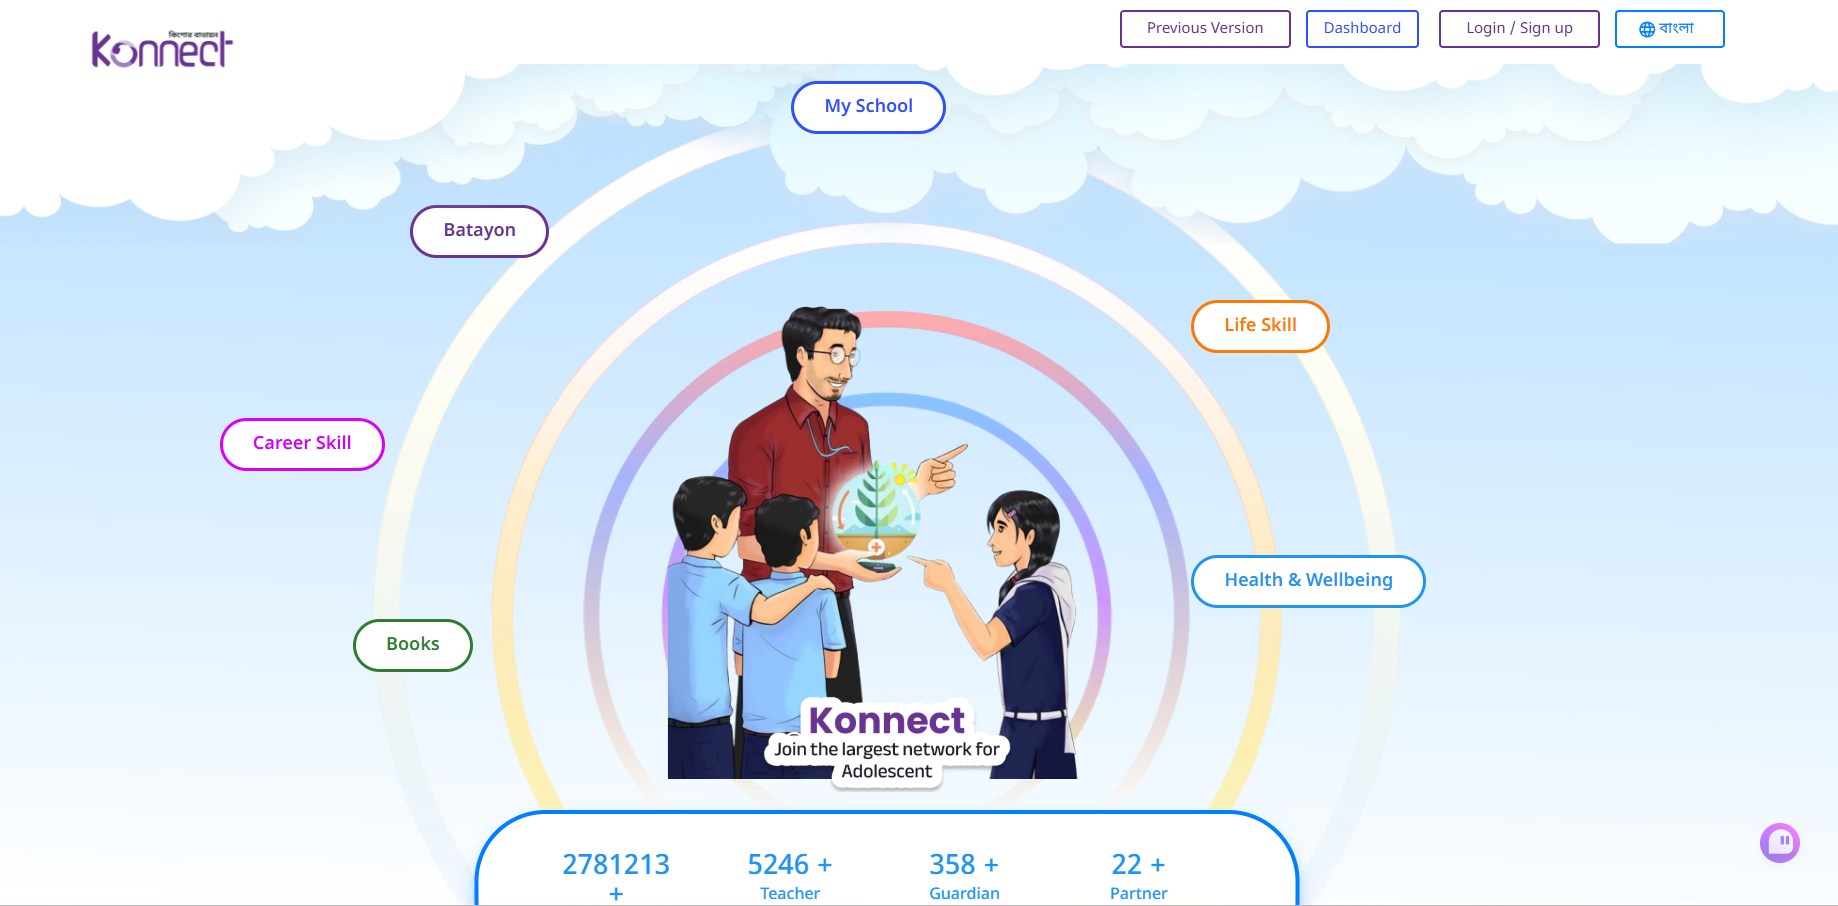 Previous Version
Dashboard
Login / Sign up
বাংলা
কিশোর বাতায়ন
Konnect
My School
Batayon
Life Skill
Career Skill
Health & Wellbeing
Books
Konnect
Join the largest network for
Adolescent
2781213
+
5246 +
Teacher
358 +
Guardian
22 +
Partner